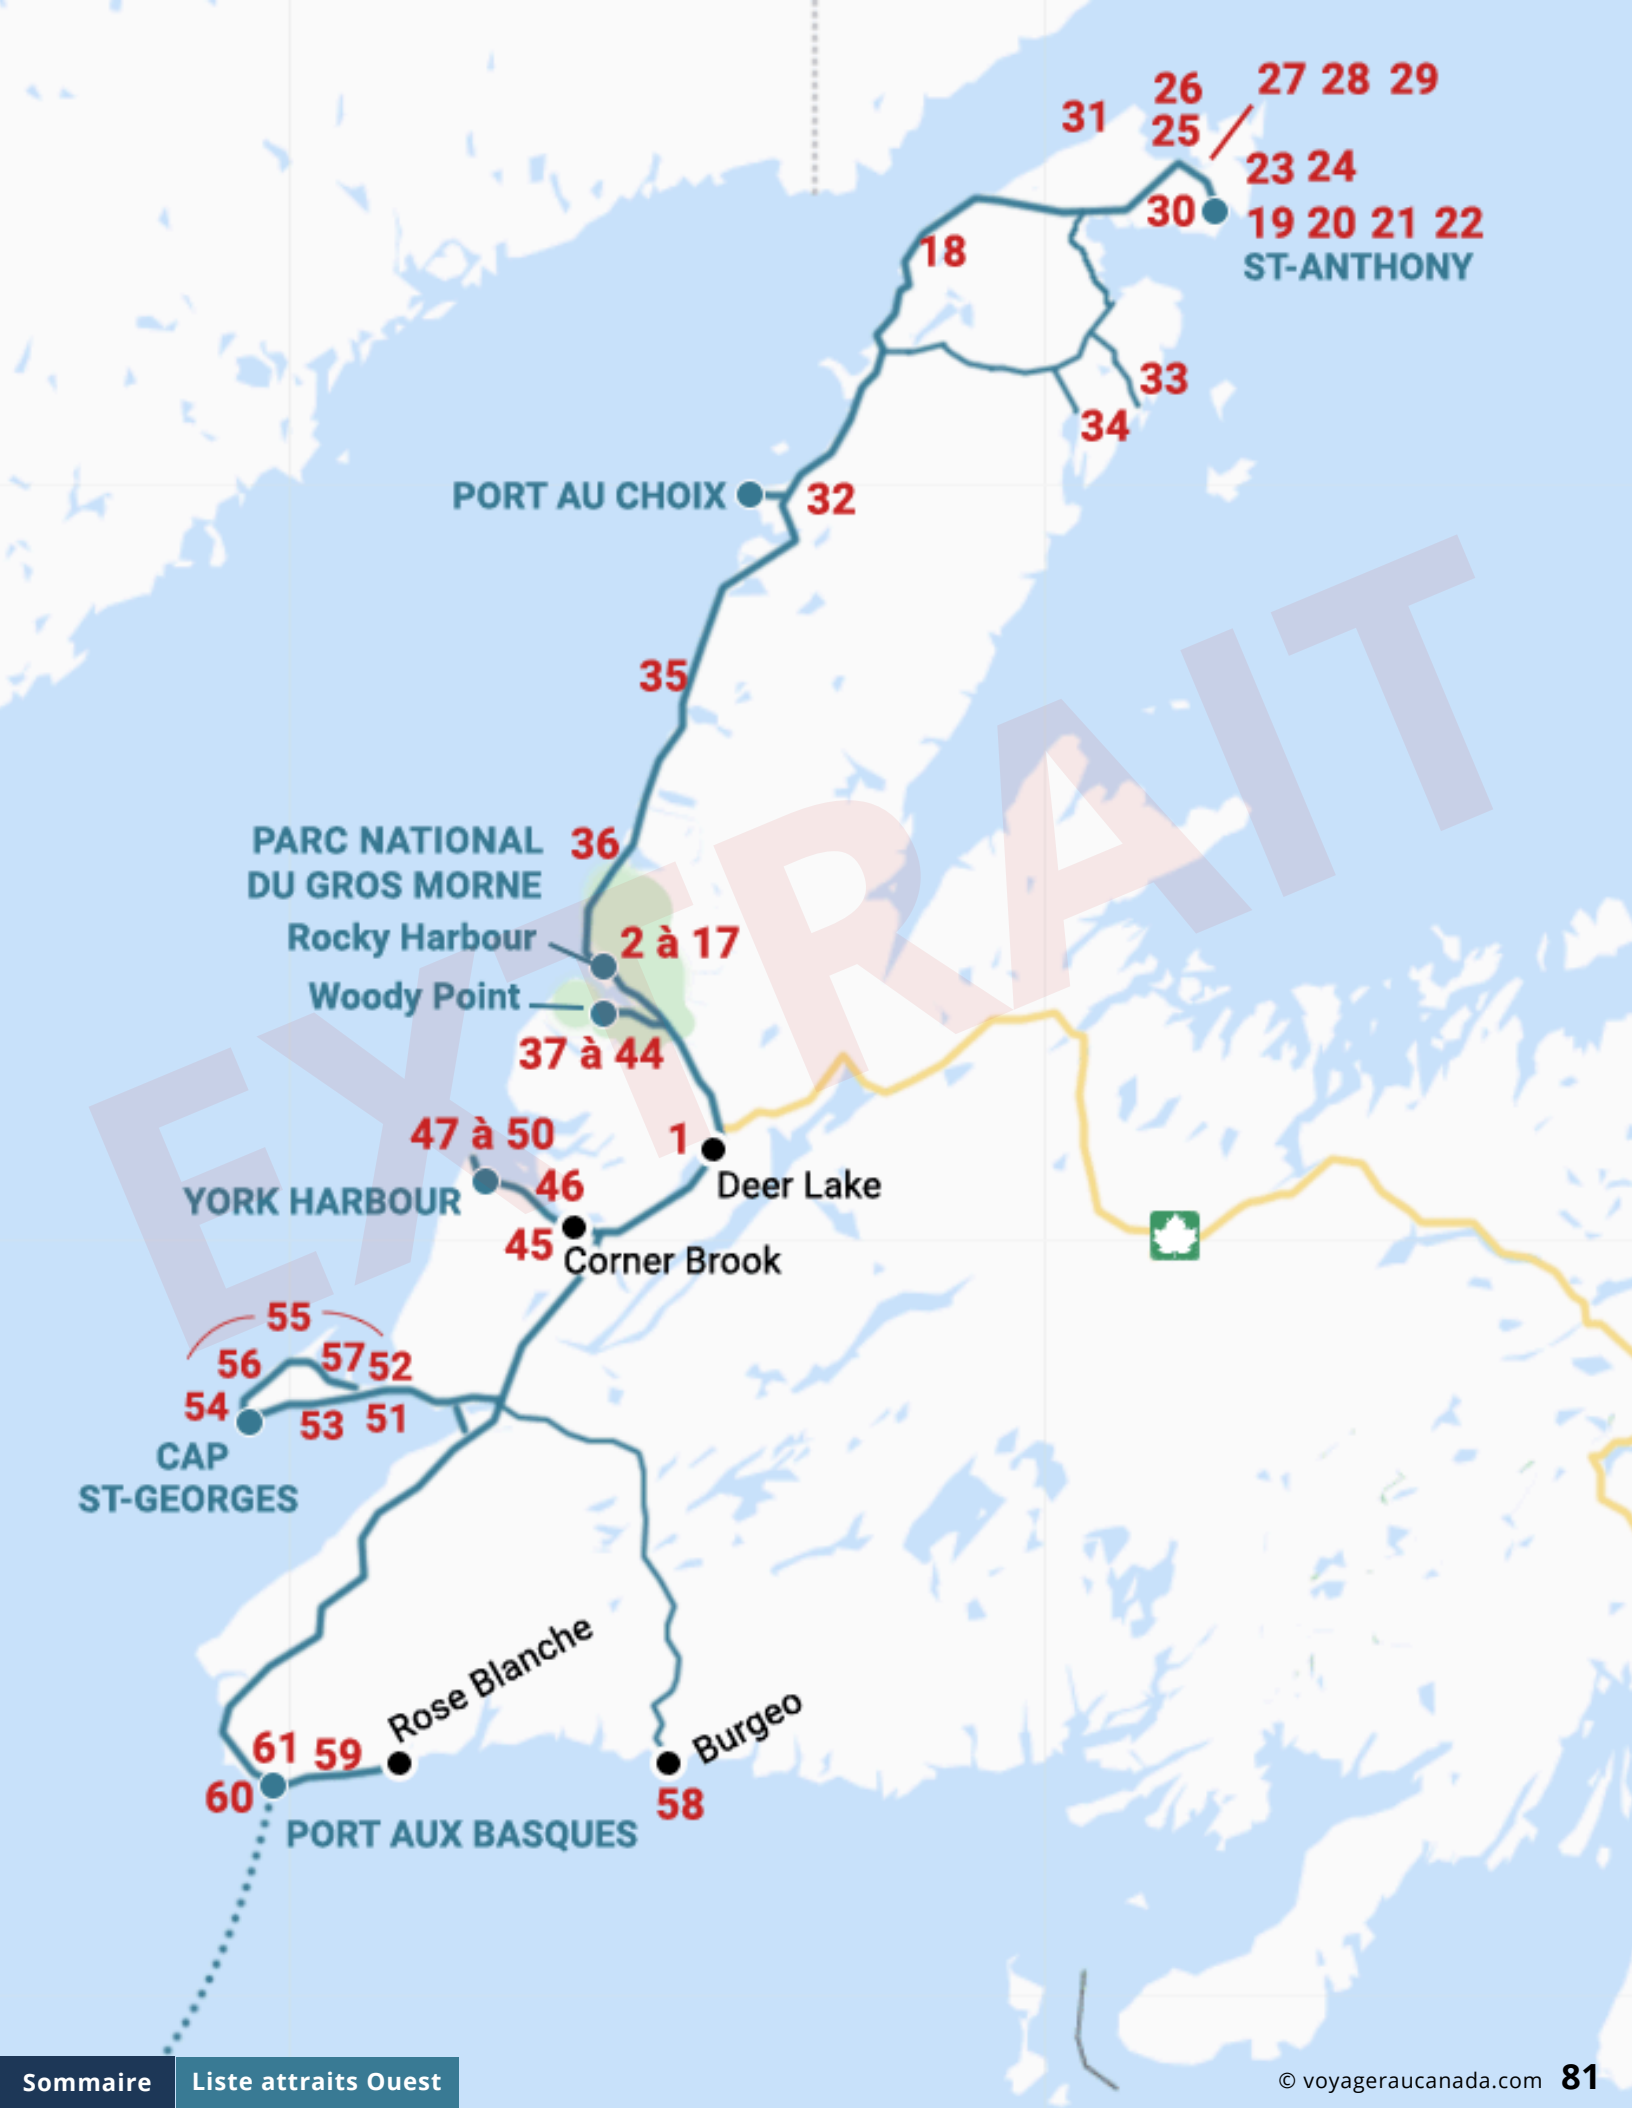 27 28 29
26
31
25
23 24
30
19 20 21 22
ST-ANTHONY
18
33
34
PORT AU CHOIX
32
35
PARC NATIONAL
DU GROS MORNE
36
Rocky Harbour
2 à 17
Woody Point
37 à 44
47 à 50
1
Deer Lake
YORK HARBOUR
46
45
Corner Brook
55
56
57
52
54
53
51
CAP
ST-GEORGES
Rose Blanche
Burgeo
61
59
60
58
PORT AUX BASQUES
EXTRAIT
Sommaire
Liste attraits Ouest
© voyageraucanada.com 81